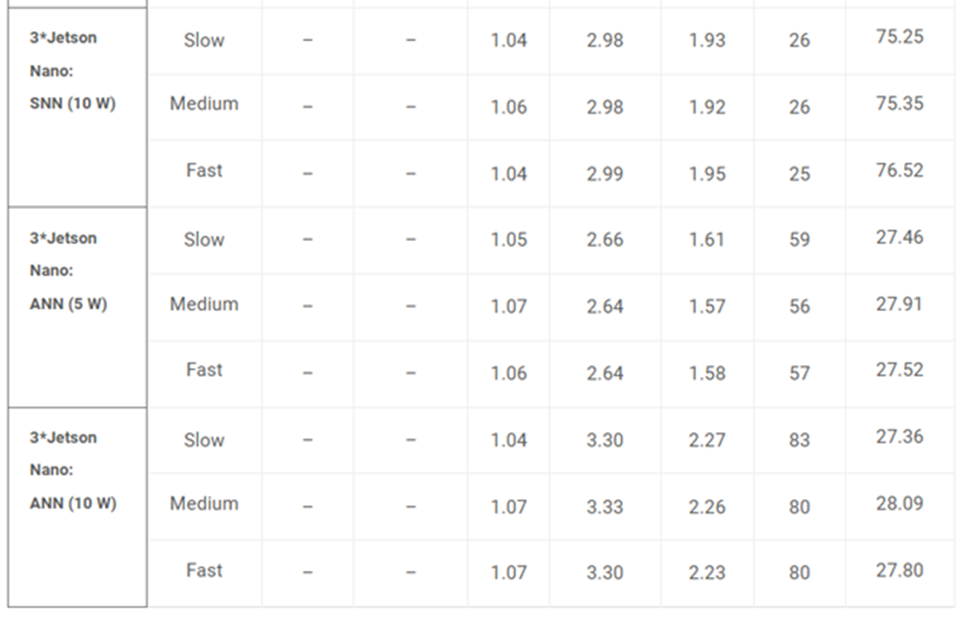 3*Jetson Nano: SNN (10 W) Slow – – 1.04 2.98 1.93 26 75.25
Medium – – 1.06 2.98 1.92 26 75.35
Fast – – 1.04 2.99 1.95 25 76.52
3*Jetson Nano: ANN (5 W) Slow – – 1.05 2.66 1.61 59 27.46
Medium – – 1.07 2.64 1.57 56 27.91
Fast – – 1.06 2.64 1.58 57 27.52
3*Jetson Nano: ANN (10 W) Slow – – 1.04 3.30 2.27 83 27.36
Medium – – 1.07 3.33 2.26 80 28.09
Fast – – 1.07 3.30 2.23 80 27.80